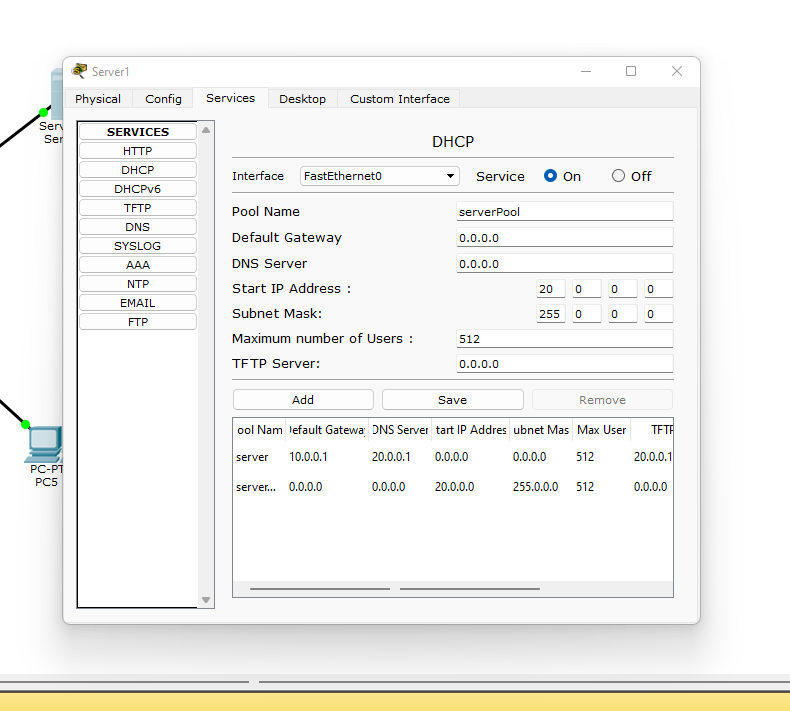 Server1
Physical Config Services Desktop Custom Interface
Serv
Ser
SERVICES
HTTP
DHCP
DHCPv6
TFTP
DNS
SYSLOG
AAA
NTP
EMAIL
FTP
DHCP
Interface FastEthernet0 Service On Off
Pool Name serverPool
Default Gateway 0.0.0.0
DNS Server 0.0.0.0
Start IP Address : 20 0 0 0
Subnet Mask: 255 0 0 0
Maximum number of Users : 512
TFTP Server: 0.0.0.0
Add Save Remove
ool Nam efault Gateway DNS Server tart IP Addres ubnet Mas Max User TFTP
server 10.0.0.1 20.0.0.1 0.0.0.0 0.0.0.0 512 20.0.0.1
server... 0.0.0.0 0.0.0.0 20.0.0.0 255.0.0.0 512 0.0.0.0
PC-PT
PC5